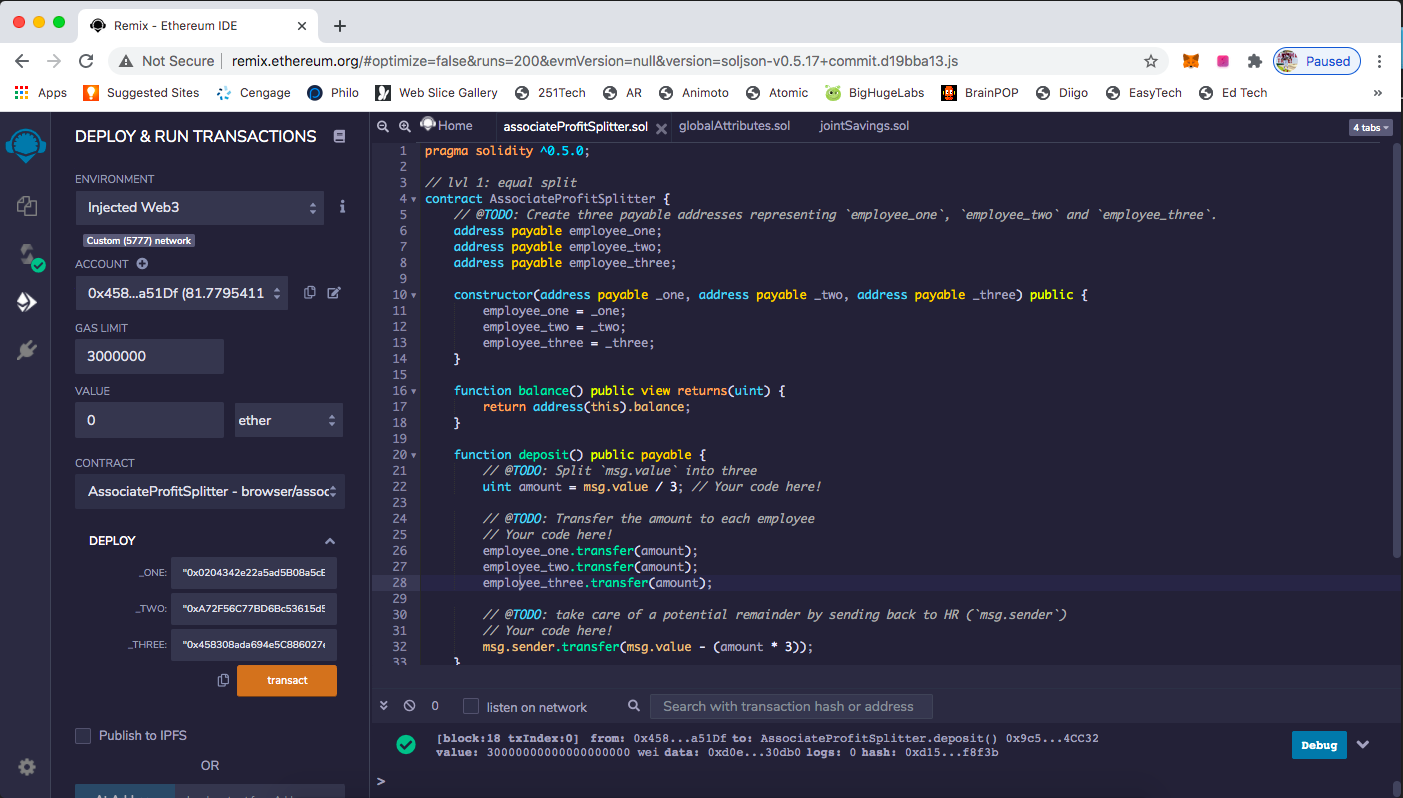 Remix - Ethereum IDE
Not Secure | remix.ethereum.org/#optimize=false&runs=200&evmVersion=null&version=soljson-v0.5.17+commit.d19bba13.js
Paused
Apps Suggested Sites Cengage Philo Web Slice Gallery 251Tech AR Animoto Atomic BigHugeLabs BrainPOP Diigo EasyTech Ed Tech »
DEPLOY & RUN TRANSACTIONS
ENVIRONMENT
Injected Web3
Custom (5777) network
ACCOUNT
0x458...a51Df (81.7795411
GAS LIMIT
3000000
VALUE
0 ether
CONTRACT
AssociateProfitSplitter - browser/assoc
DEPLOY
_ONE: "0x0204342e22a5ad5B08a5cE
_TWO: "0xA72F56C77BD6Bc53615d5
_THREE: "0x458308ada694e5C886027e
transact
Publish to IPFS
OR
Home associateProfitSplitter.sol globalAttributes.sol jointSavings.sol 4 tabs
1 pragma solidity ^0.5.0;
2
3 // lvl 1: equal split
4 contract AssociateProfitSplitter {
5 // @TODO: Create three payable addresses representing `employee_one`, `employee_two` and `employee_three`.
6 address payable employee_one;
7 address payable employee_two;
8 address payable employee_three;
9
10 constructor(address payable _one, address payable _two, address payable _three) public {
11 employee_one = _one;
12 employee_two = _two;
13 employee_three = _three;
14 }
15
16 function balance() public view returns(uint) {
17 return address(this).balance;
18 }
19
20 function deposit() public payable {
21 // @TODO: Split `msg.value` into three
22 uint amount = msg.value / 3; // Your code here!
23
24 // @TODO: Transfer the amount to each employee
25 // Your code here!
26 employee_one.transfer(amount);
27 employee_two.transfer(amount);
28 employee_three.transfer(amount);
29
30 // @TODO: take care of a potential remainder by sending back to HR (`msg.sender`)
31 // Your code here!
32 msg.sender.transfer(msg.value - (amount * 3));
33 }
0 listen on network Search with transaction hash or address
[block:18 txIndex:0] from: 0x458...a51Df to: AssociateProfitSplitter.deposit() 0x9c5...4CC32
value: 30000000000000000000 wei data: 0xd0e...30db0 logs: 0 hash: 0xd15...f8f3b
Debug
>